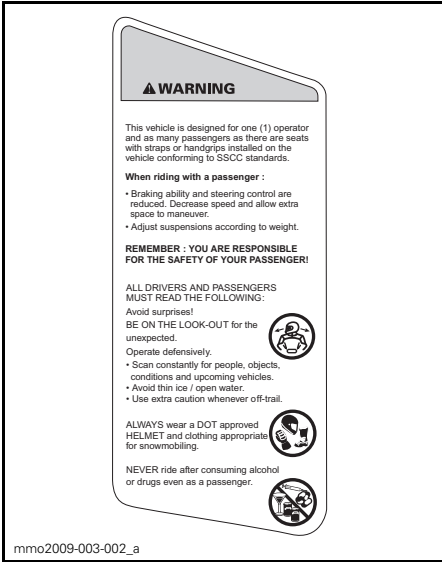 WARNING
This vehicle is designed for one (1) operator
and as many passengers as there are seats
with straps or handgrips installed on the
vehicle conforming to SSCC standards.
When riding with a passenger :
• Braking ability and steering control are
reduced. Decrease speed and allow extra
space to maneuver.
• Adjust suspensions according to weight.
REMEMBER : YOU ARE RESPONSIBLE
FOR THE SAFETY OF YOUR PASSENGER!
ALL DRIVERS AND PASSENGERS
MUST READ THE FOLLOWING:
Avoid surprises!
BE ON THE LOOK-OUT for the
unexpected.
Operate defensively.
• Scan constantly for people, objects,
conditions and upcoming vehicles.
• Avoid thin ice / open water.
• Use extra caution whenever off-trail.
ALWAYS wear a DOT approved
HELMET and clothing appropriate
for snowmobiling.
NEVER ride after consuming alcohol
or drugs even as a passenger.
mmo2009-003-002_a